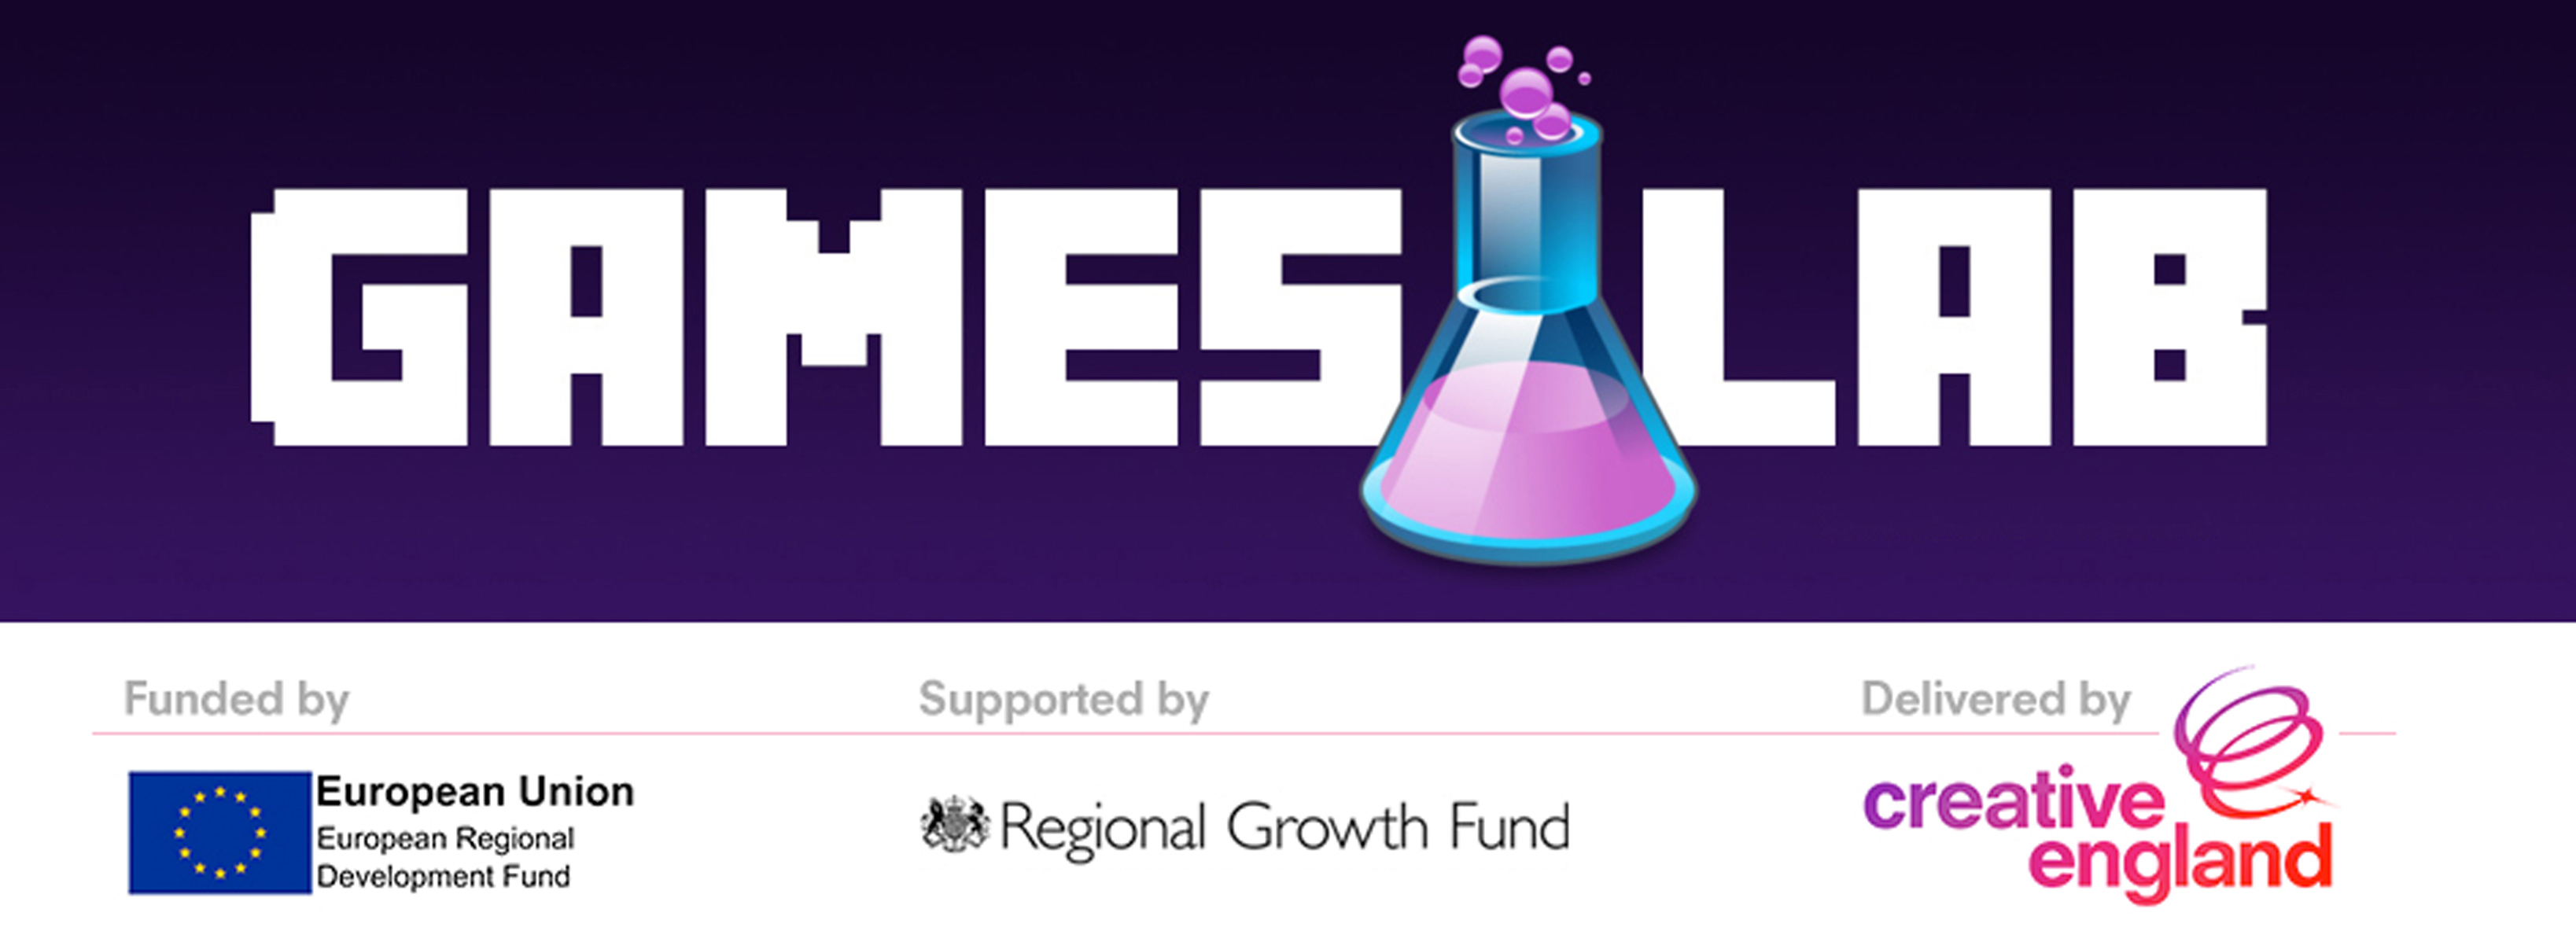 GAMES LAB
Funded by
Supported by
Delivered by
European Union
European Regional
Development Fund
Regional Growth Fund
creative
england